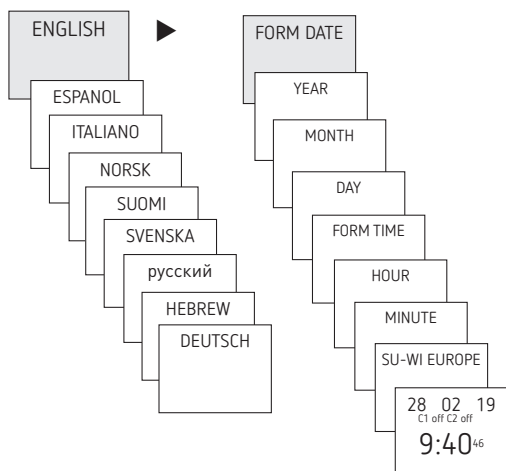 ENGLISH
ESPANOL
ITALIANO
NORSK
SUOMI
SVENSKA
русский
HEBREW
DEUTSCH
FORM DATE
YEAR
MONTH
DAY
FORM TIME
HOUR
MINUTE
SU-WI EUROPE
28 02 19
C1 off C2 off
9:40 46